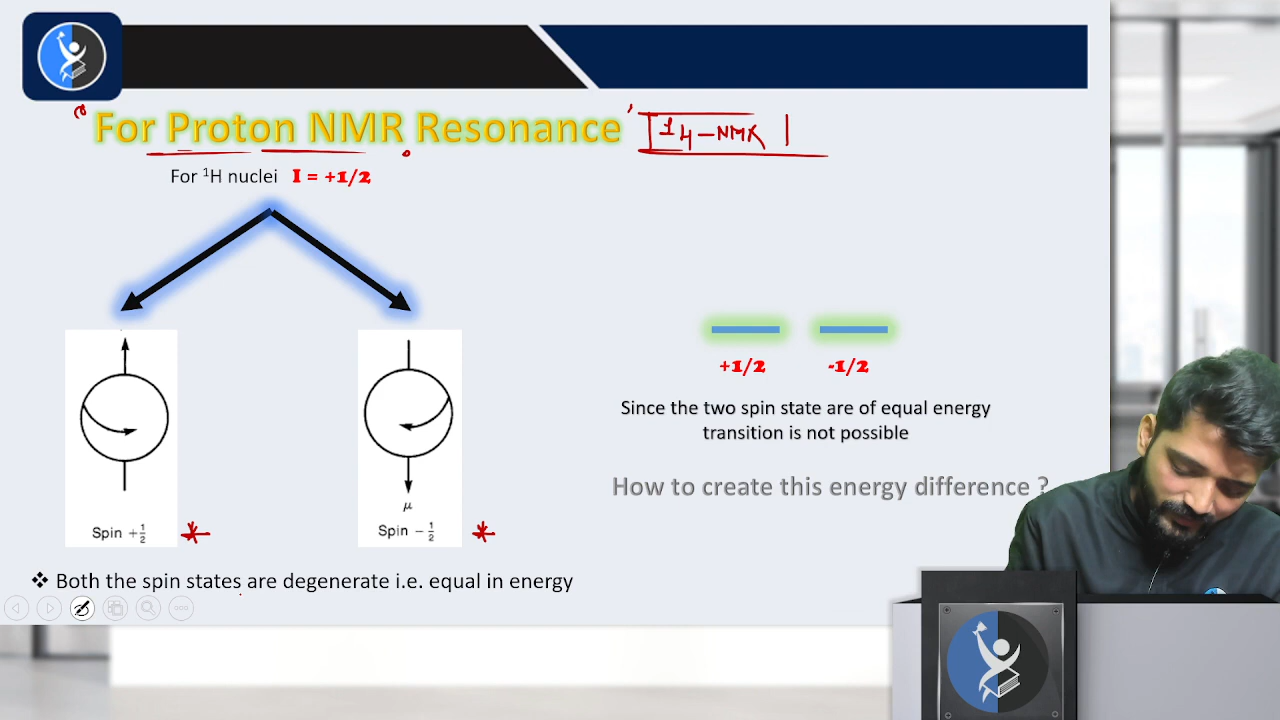 “For Proton NMR Resonance’
¹H-NMR
For ¹H nuclei I = +1/2
+1/2 -1/2
Since the two spin state are of equal energy
transition is not possible
How to create this energy difference ?
μ
Spin +½ Spin -½
❖ Both the spin states are degenerate i.e. equal in energy